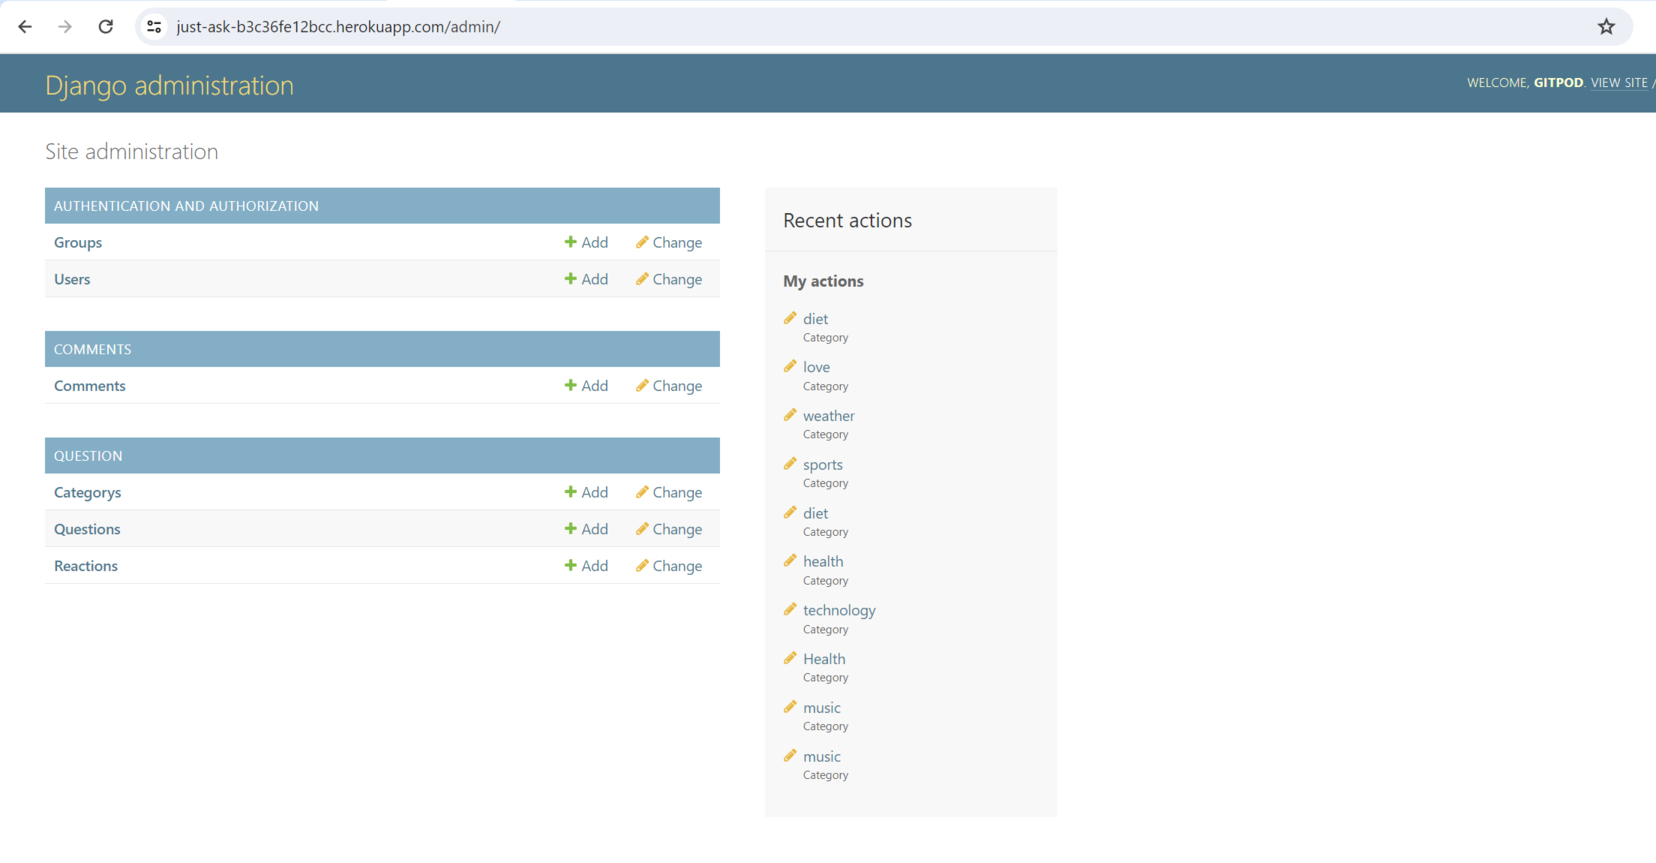 just-ask-b3c36fe12bcc.herokuapp.com/admin/
Django administration
WELCOME, GITPOD. VIEW SITE /
Site administration
AUTHENTICATION AND AUTHORIZATION
Groups Add Change
Users Add Change
COMMENTS
Comments Add Change
QUESTION
Categorys Add Change
Questions Add Change
Reactions Add Change
Recent actions
My actions
diet
Category
love
Category
weather
Category
sports
Category
diet
Category
health
Category
technology
Category
Health
Category
music
Category
music
Category